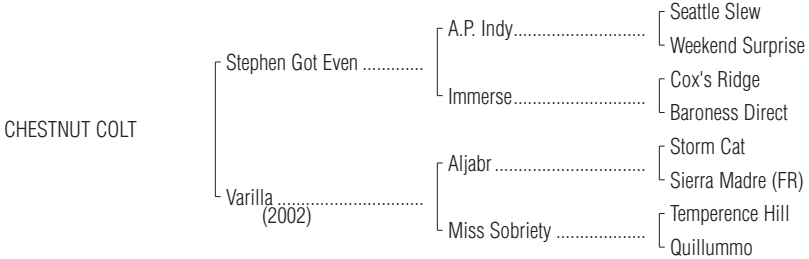 Seattle Slew
A.P. Indy..............................
Weekend Surprise
Stephen Got Even .............
Cox's Ridge
Immerse..............................
Baroness Direct
CHESTNUT COLT
Storm Cat
Aljabr ..................................
Sierra Madre (FR)
Varilla ................................
(2002)
Temperence Hill
Miss Sobriety ....................
Quillummo